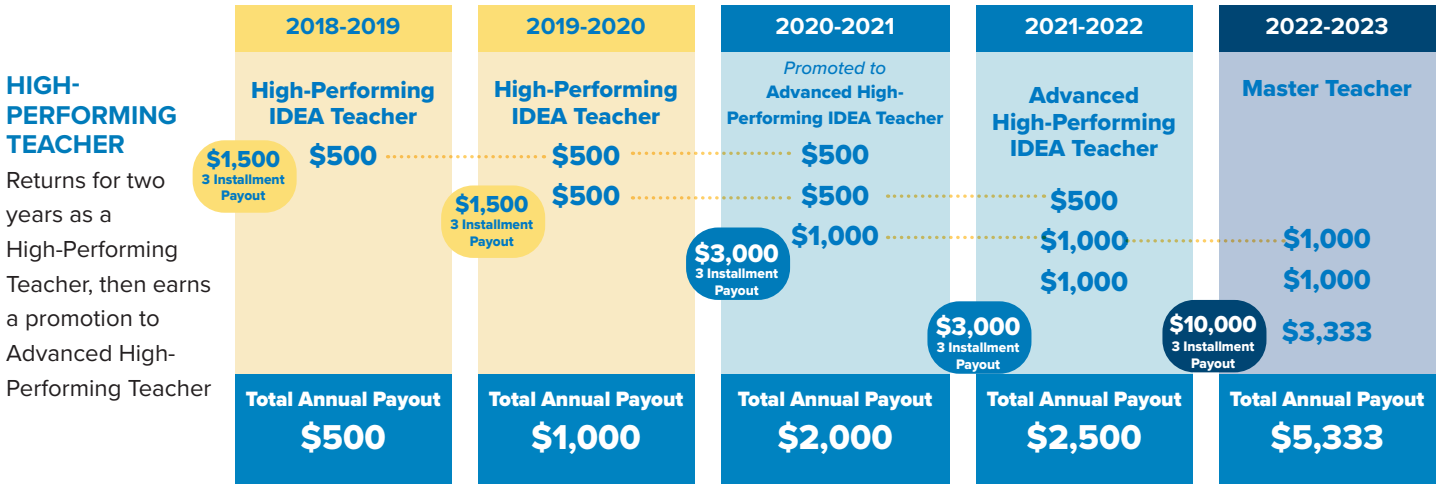 HIGH-
PERFORMING
TEACHER
Returns for two
years as a
High-Performing
Teacher, then earns
a promotion to
Advanced High-
Performing Teacher
2018-2019
High-Performing
IDEA Teacher
$1,500
3 Installment
Payout
$500
Total Annual Payout
$500
2019-2020
High-Performing
IDEA Teacher
$500
$1,500
3 Installment
Payout
$500
Total Annual Payout
$1,000
2020-2021
Promoted to
Advanced High-
Performing IDEA Teacher
$500
$500
$3,000
3 Installment
Payout
$1,000
Total Annual Payout
$2,000
2021-2022
Advanced
High-Performing
IDEA Teacher
$500
$1,000
$1,000
$3,000
3 Installment
Payout
Total Annual Payout
$2,500
2022-2023
Master Teacher
$1,000
$1,000
$10,000
3 Installment
Payout
$3,333
Total Annual Payout
$5,333